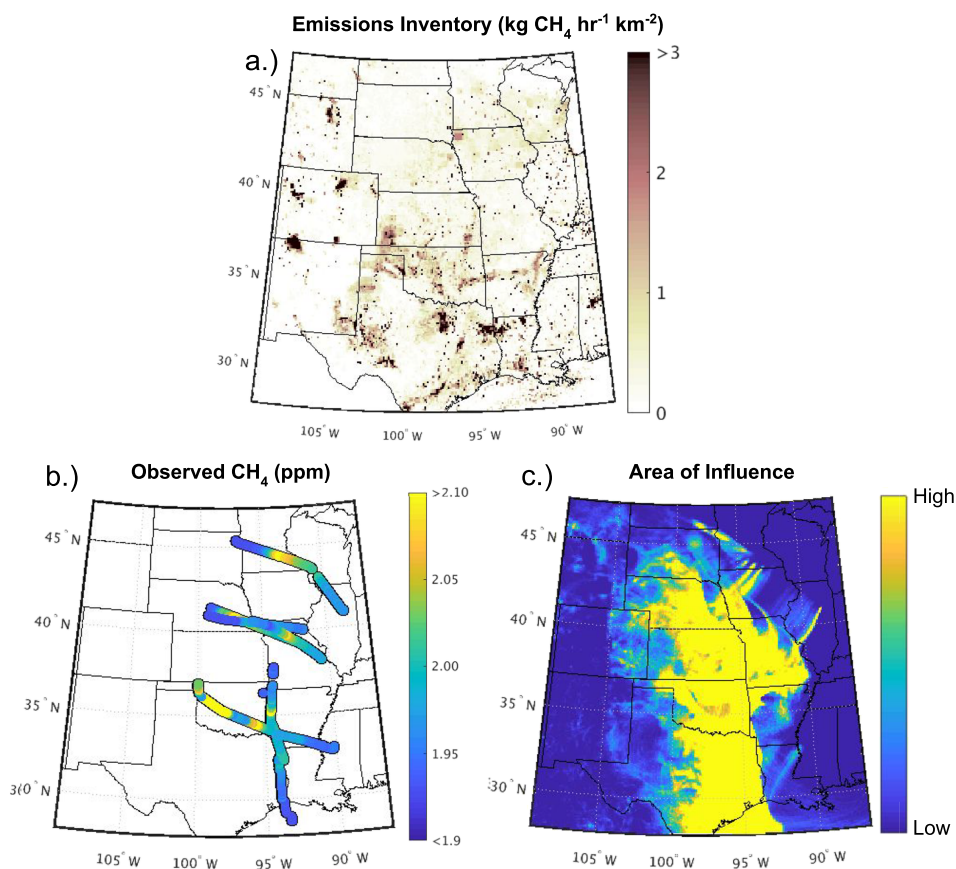 Emissions Inventory (kg CH4 hr-1 km-2)
a.)
>3
2
1
0
45° N
40° N
35° N
30° N
105° W
100° W
95° W
90° W
b.)
Observed CH4 (ppm)
>2.10
2.05
2.00
1.95
<1.9
45° N
40° N
35° N
30° N
105° W
100° W
95° W
90° W
c.)
Area of Influence
High
Low
45° N
40° N
35° N
30° N
105° W
100° W
95° W
90° W